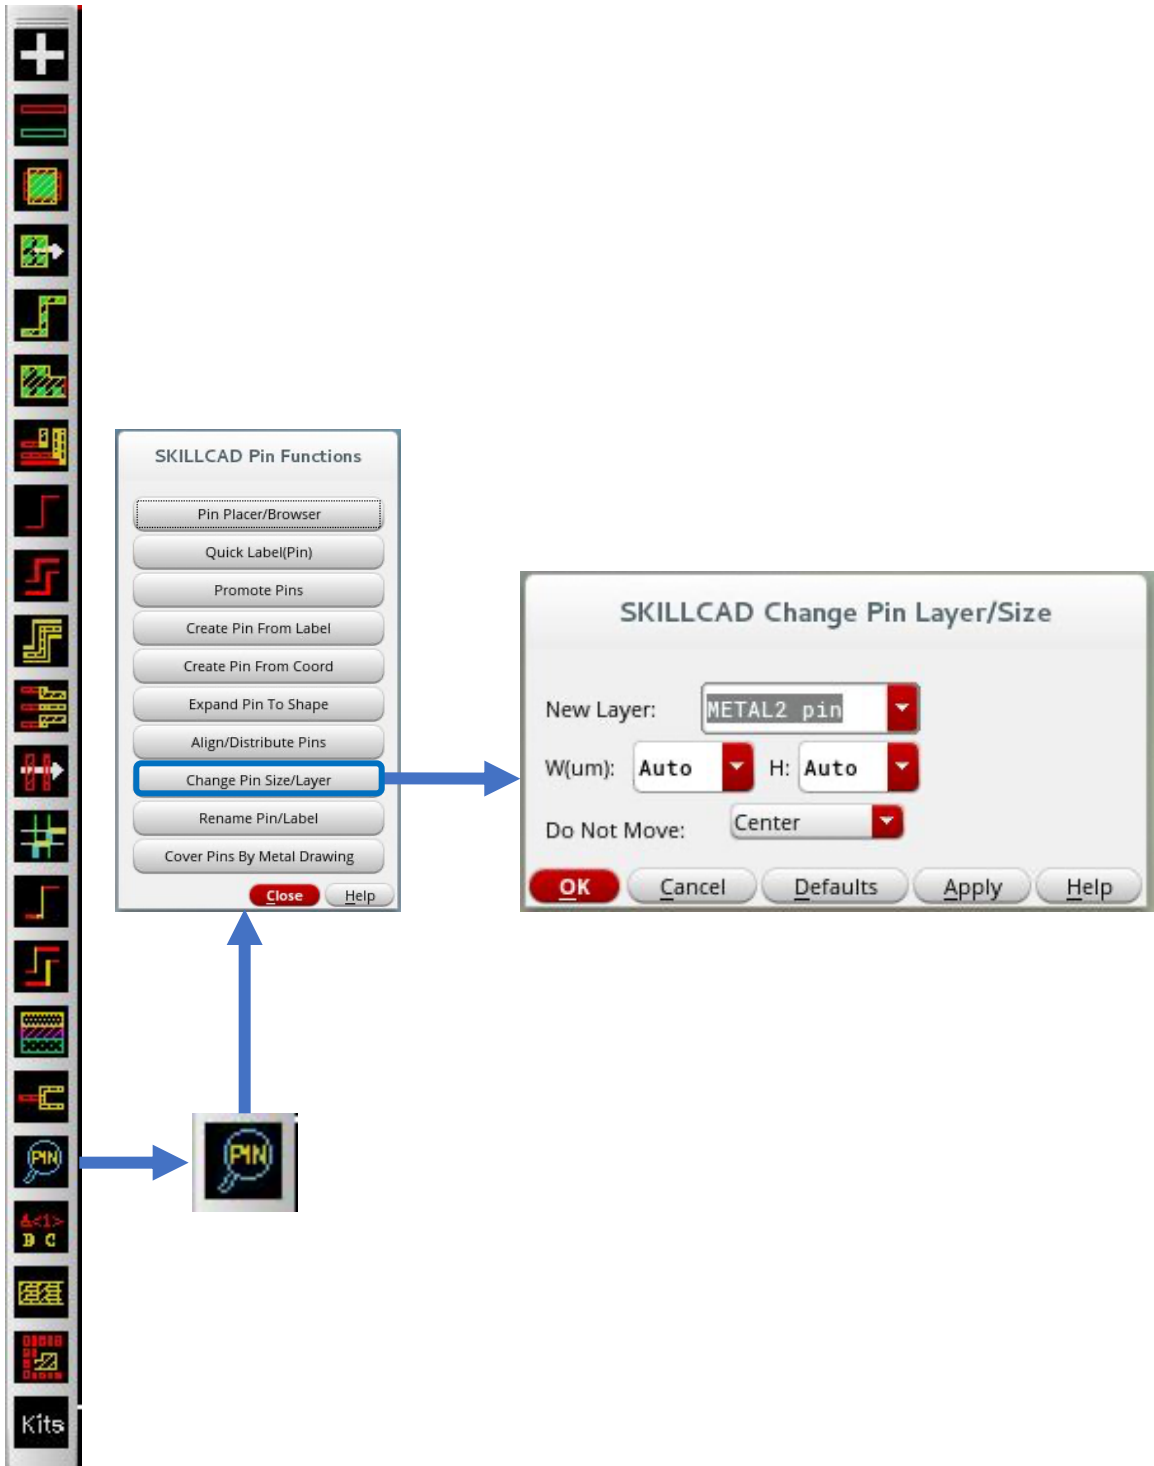 SKILLCAD Pin Functions
Pin Placer/Browser
Quick Label(Pin)
Promote Pins
Create Pin From Label
Create Pin From Coord
Expand Pin To Shape
Align/Distribute Pins
Change Pin Size/Layer
Rename Pin/Label
Cover Pins By Metal Drawing
Close Help
SKILLCAD Change Pin Layer/Size
New Layer: METAL2 pin
W(um): Auto H: Auto
Do Not Move: Center
OK Cancel Defaults Apply Help
PIN
PIN
A<1>
B C
Kits